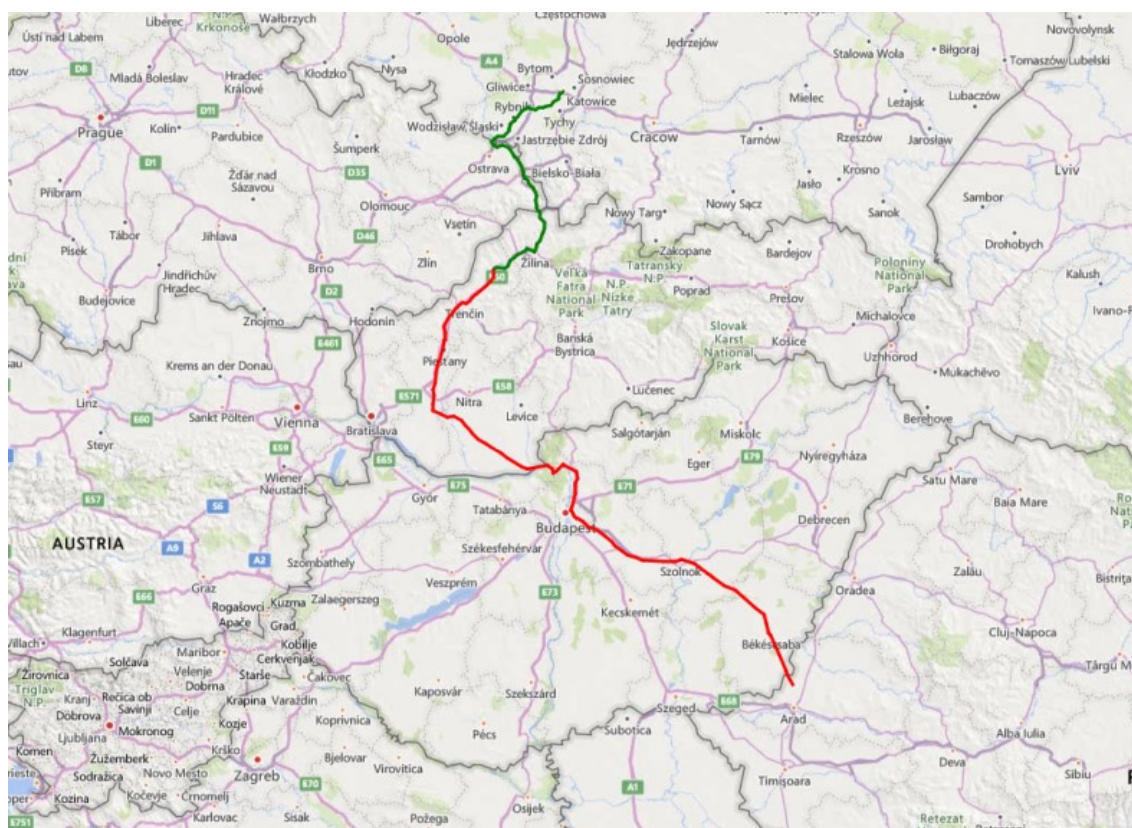 Częstochowa
Liberec
N.P.
Krkonoše
Wałbrzych
Opole
A4
Jędrzejów
Novovolynsk
Ústí nad Labem
D8
Mladá Boleslav
Hradec
Králové
Kłodzko
Nysa
Bytom
Sosnowiec
Stalowa Wola
Biłgoraj
Tomaszów Lubelski
Gliwice
Katowice
Mielec
Leżajsk
Lubaczów
Rybnik
Tychy
D11
Prague
Kolín
Pardubice
Wodzisław Śląski
Jastrzębie Zdrój
Cracow
Tarnów
Rzeszów
Jarosław
Šumperk
D1
Ostrava
Bielsko-Biała
Jasło
Krosno
Lviv
D35
Žďár nad
Sázavou
Příbram
Olomouc
Nowy Targ
Nowy Sącz
Sanok
Sambor
Tábor
Jihlava
D46
Vsetín
Zakopane
Bardejov
Drohobych
Písek
Brno
Zlín
Žilina
Veľká
Fatra
National
Park
Tatranský
N.P.
N.P.
Nízke
Tatry
Poprad
Prešov
Poloniny
National
Park
Kalush
Jindřichův
Hradec
Budejovice
D2
E50
Michalovce
Znojmo
Hodonín
Trenčín
Banská
Bystrica
Slovak
Karst
National
Park
Košice
Uzhhorod
E461
Mukachëvo
Krems an der Donau
Piešťany
E58
Lučenec
Linz
E571
Nitra
Levice
Berehove
E60
Sankt Pölten
Vienna
Bratislava
Salgótarján
Miskolc
Steyr
E59
E65
Eger
E79
Nyíregyháza
Wiener
Neustadt
E75
E71
Satu Mare
Baia Mare
E57
Győr
S6
Tatabánya
Budapest
Debrecen
AUSTRIA
A9
A2
Szombathely
Székesfehérvár
Szolnok
Zalău
Graz
Veszprém
E73
Oradea
E66
Rogašovci
Kuzma
Zalaegerszeg
Kecskemét
Cluj-Napoca
Apače
Grad
Villach
Klagenfurt
Kobilje
Békéscsaba
Maribor
Cerkvenjak
Solčava
Žirovnica
Velenje
Starše
Čakovec
Triglav
N.P.
Kranj
Rečica ob
Savinji
Dobrna
Krapina
Varaždin
Kaposvár
Szekszárd
Szeged
E68
Dobrova
Celje
Kozje
Koprivnica
Arad
Ljubljana
Mokronog
Pécs
Subotica
Alba Iulia
Komen
Žužemberk
Krško
Bjelovar
Virovitica
Deva
Sodražica
Novo Mesto
Zagreb
Timișoara
Sibiu
Kozina
Kočevje
Črnomelj
E70
A1
E751
Karlovac
Sisak
Požega
Osijek
Retezat